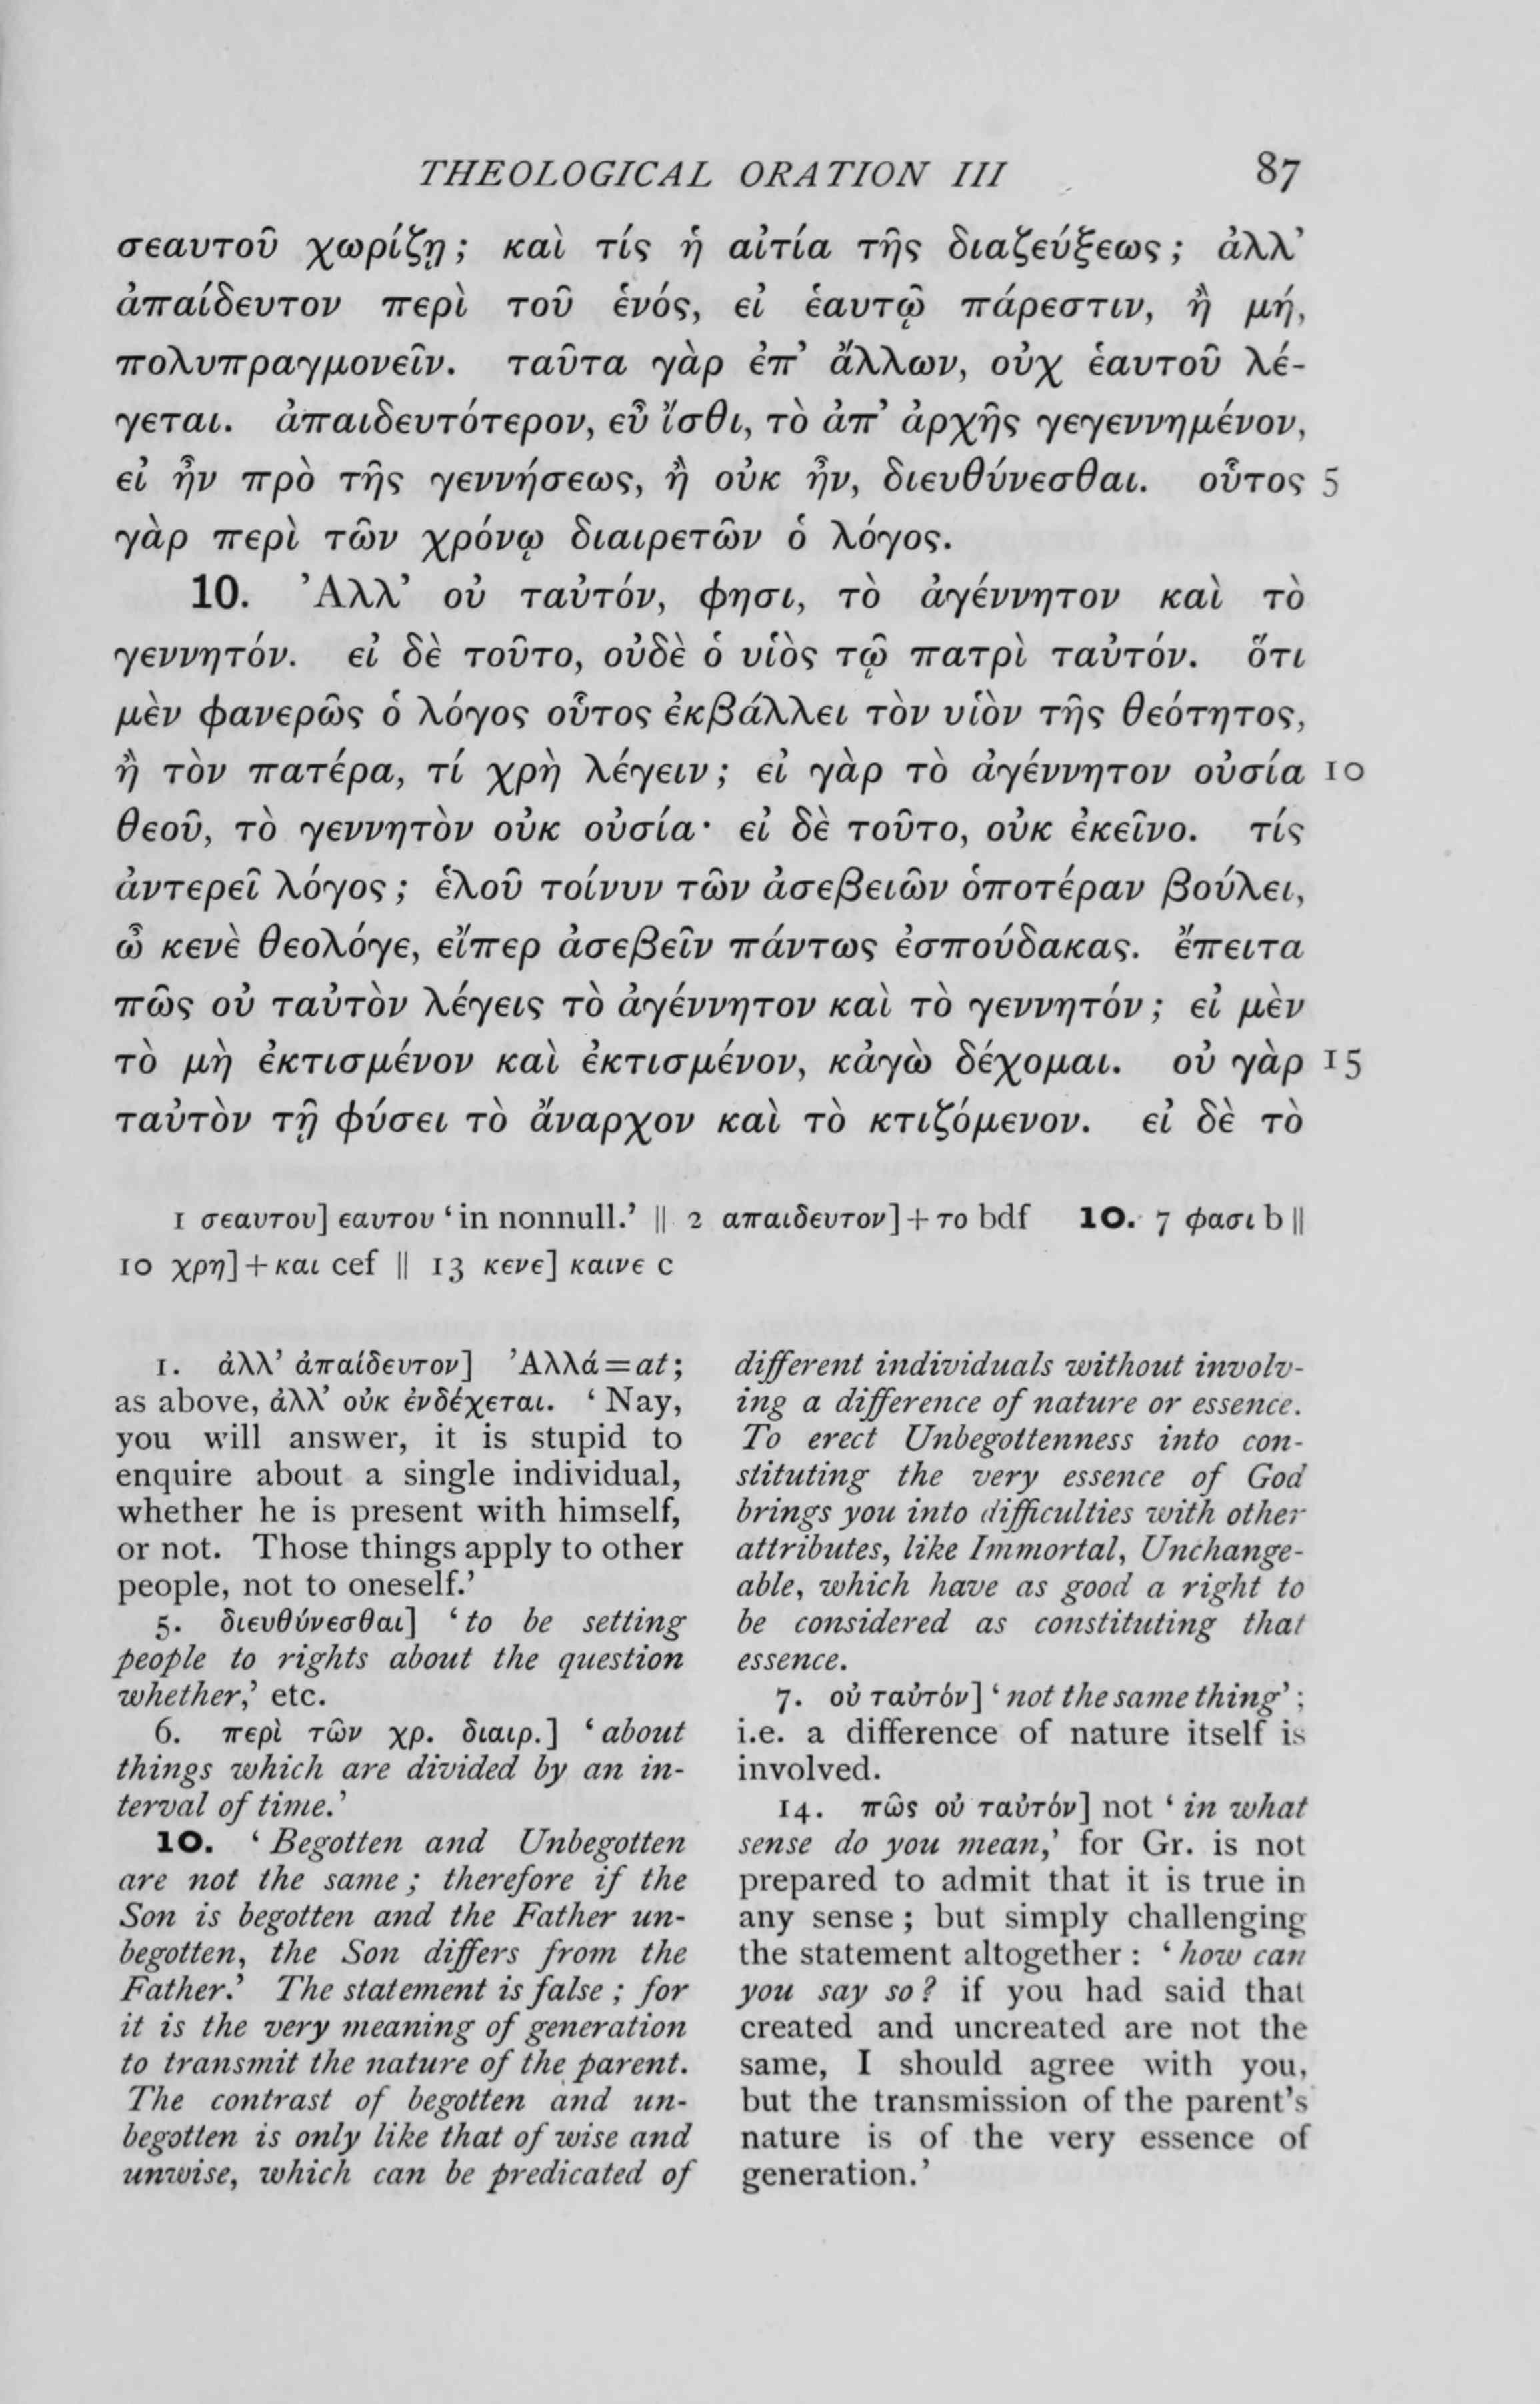 THEOLOGICAL ORATION III 87
σεαυτοῦ χωρίζῃ; καὶ τίς ἡ αἰτία τῆς διαζεύξεως; ἀλλ’
ἀπαίδευτον περὶ τοῦ ἑνός, εἰ ἑαυτῷ πάρεστιν, ἢ μή,
πολυπραγμονεῖν. ταῦτα γὰρ ἐπ’ ἄλλων, οὐχ ἑαυτοῦ λέ-
γεται. ἀπαιδευτότερον, εὖ ἴσθι, τὸ ἀπ’ ἀρχῆς γεγεννημένον,
εἰ ἦν πρὸ τῆς γεννήσεως, ἢ οὐκ ἦν, διευθύνεσθαι. οὗτος 5
γὰρ περὶ τῶν χρόνῳ διαιρετῶν ὁ λόγος.
10. Ἀλλ’ οὐ ταὐτόν, φησι, τὸ ἀγέννητον καὶ τὸ
γεννητόν. εἰ δὲ τοῦτο, οὐδὲ ὁ υἱὸς τῷ πατρὶ ταὐτόν. ὅτι
μὲν φανερῶς ὁ λόγος οὗτος ἐκβάλλει τὸν υἱὸν τῆς θεότητος,
ἢ τὸν πατέρα, τί χρὴ λέγειν; εἰ γὰρ τὸ ἀγέννητον οὐσία 10
θεοῦ, τὸ γεννητὸν οὐκ οὐσία· εἰ δὲ τοῦτο, οὐκ ἐκεῖνο. τίς
ἀντερεῖ λόγος; ἑλοῦ τοίνυν τῶν ἀσεβειῶν ὁποτέραν βούλει,
ὦ κενὲ θεολόγε, εἴπερ ἀσεβεῖν πάντως ἐσπούδακας. ἔπειτα
πῶς οὐ ταὐτὸν λέγεις τὸ ἀγέννητον καὶ τὸ γεννητόν; εἰ μὲν
τὸ μὴ ἐκτισμένον καὶ ἐκτισμένον, κἀγὼ δέχομαι. οὐ γὰρ 15
ταὐτὸν τῇ φύσει τὸ ἄναρχον καὶ τὸ κτιζόμενον. εἰ δὲ τὸ
1 σεαυτου] εαυτου ‘in nonnull.’ || 2 απαιδευτον] + το bdf 10. 7 φασι b ||
10 χρη] + και cef || 13 κενε] καινε c
1. ἀλλ’ ἀπαίδευτον] Ἀλλά = at;
as above, ἀλλ’ οὐκ ἐνδέχεται. ‘Nay,
you will answer, it is stupid to
enquire about a single individual,
whether he is present with himself,
or not. Those things apply to other
people, not to oneself.’
5. διευθύνεσθαι] ‘to be setting
people to rights about the question
whether,’ etc.
6. περὶ τῶν χρ. διαιρ.] ‘about
things which are divided by an in-
terval of time.’
10. ‘Begotten and Unbegotten
are not the same; therefore if the
Son is begotten and the Father un-
begotten, the Son differs from the
Father.’ The statement is false; for
it is the very meaning of generation
to transmit the nature of the parent.
The contrast of begotten and un-
begotten is only like that of wise and
unwise, which can be predicated of
different individuals without involv-
ing a difference of nature or essence.
To erect Unbegottenness into con-
stituting the very essence of God
brings you into difficulties with other
attributes, like Immortal, Unchange-
able, which have as good a right to
be considered as constituting that
essence.
7. οὐ ταὐτόν] ‘not the same thing’;
i.e. a difference of nature itself is
involved.
14. πῶς οὐ ταὐτόν] not ‘in what
sense do you mean,’ for Gr. is not
prepared to admit that it is true in
any sense; but simply challenging
the statement altogether: ‘how can
you say so? if you had said that
created and uncreated are not the
same, I should agree with you,
but the transmission of the parent’s
nature is of the very essence of
generation.’